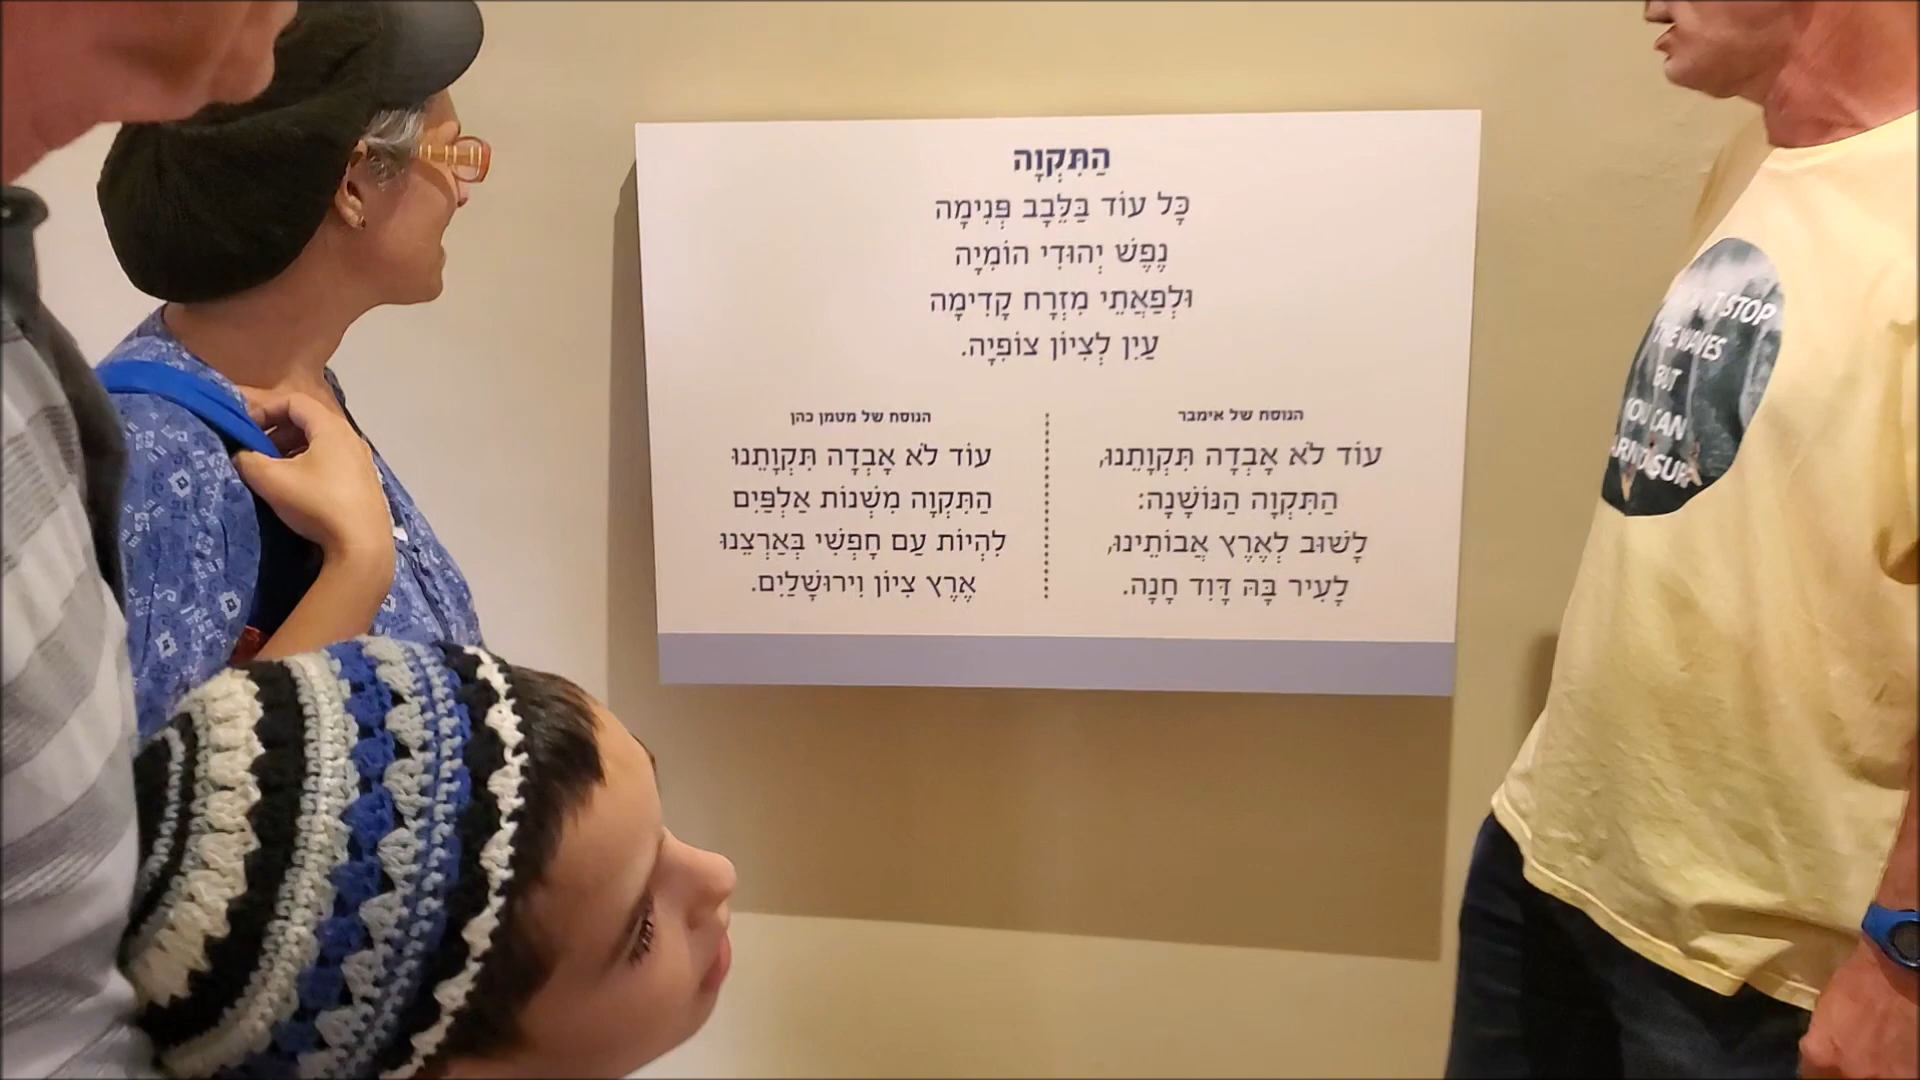 הַתִּקְוָה
כָּל עוֹד בַּלֵּבָב פְּנִימָה
נֶפֶשׁ יְהוּדִי הוֹמִיָּה
וּלְפַאֲתֵי מִזְרָח קָדִימָה
עַיִן לְצִיּוֹן צוֹפִיָּה.
הנוסח של אימבר
עוֹד לֹא אָבְדָה תִּקְוָתֵנוּ,
הַתִּקְוָה הַנּוֹשָׁנָה:
לָשׁוּב לְאֶרֶץ אֲבוֹתֵינוּ,
לָעִיר בָּהּ דָּוִד חָנָה.
הנוסח של מטמן כהן
עוֹד לֹא אָבְדָה תִּקְוָתֵנוּ
הַתִּקְוָה מִשְּׁנוֹת אַלְפַּיִם
לִהְיוֹת עַם חָפְשִׁי בְּאַרְצֵנוּ
אֶרֶץ צִיּוֹן וִירוּשָׁלַיִם.
STOP
THE WAVES
BUT
YOU CAN
SURF